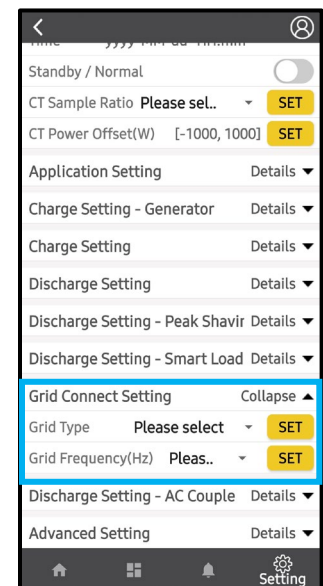 Standby / Normal
CT Sample Ratio Please sel.. SET
CT Power Offset(W) [-1000, 1000] SET
Application Setting Details
Charge Setting - Generator Details
Charge Setting Details
Discharge Setting Details
Discharge Setting - Peak Shavir Details
Discharge Setting - Smart Load Details
Grid Connect Setting Collapse
Grid Type Please select SET
Grid Frequency(Hz) Pleas.. SET
Discharge Setting - AC Couple Details
Advanced Setting Details
Setting